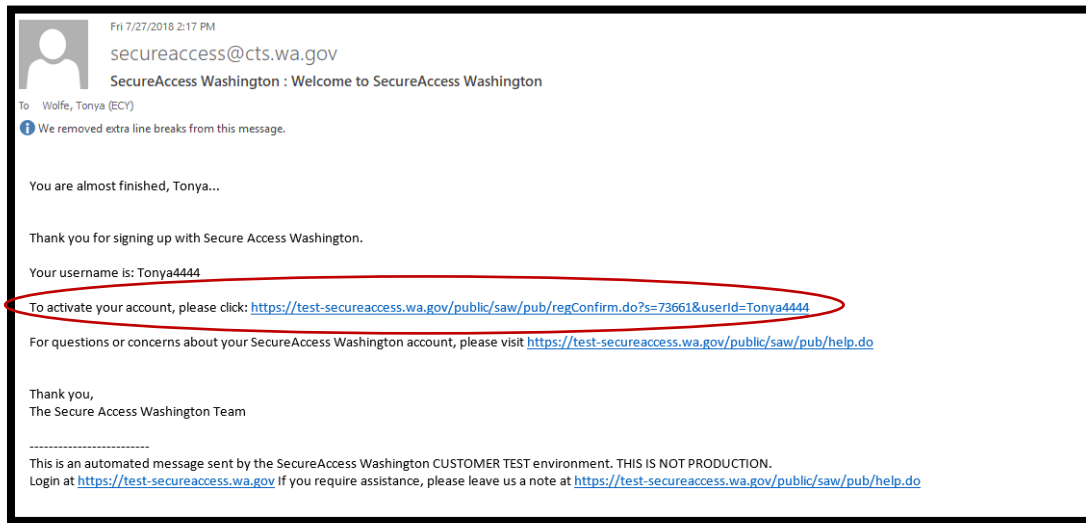 Fri 7/27/2018 2:17 PM
secureaccess@cts.wa.gov
SecureAccess Washington : Welcome to SecureAccess Washington
To Wolfe, Tonya (ECY)
We removed extra line breaks from this message.
You are almost finished, Tonya...
Thank you for signing up with Secure Access Washington.
Your username is: Tonya4444
To activate your account, please click: https://test-secureaccess.wa.gov/public/saw/pub/regConfirm.do?s=73661&userId=Tonya4444
For questions or concerns about your SecureAccess Washington account, please visit https://test-secureaccess.wa.gov/public/saw/pub/help.do
Thank you,
The Secure Access Washington Team
-------------------------
This is an automated message sent by the SecureAccess Washington CUSTOMER TEST environment. THIS IS NOT PRODUCTION.
Login at https://test-secureaccess.wa.gov If you require assistance, please leave us a note at https://test-secureaccess.wa.gov/public/saw/pub/help.do